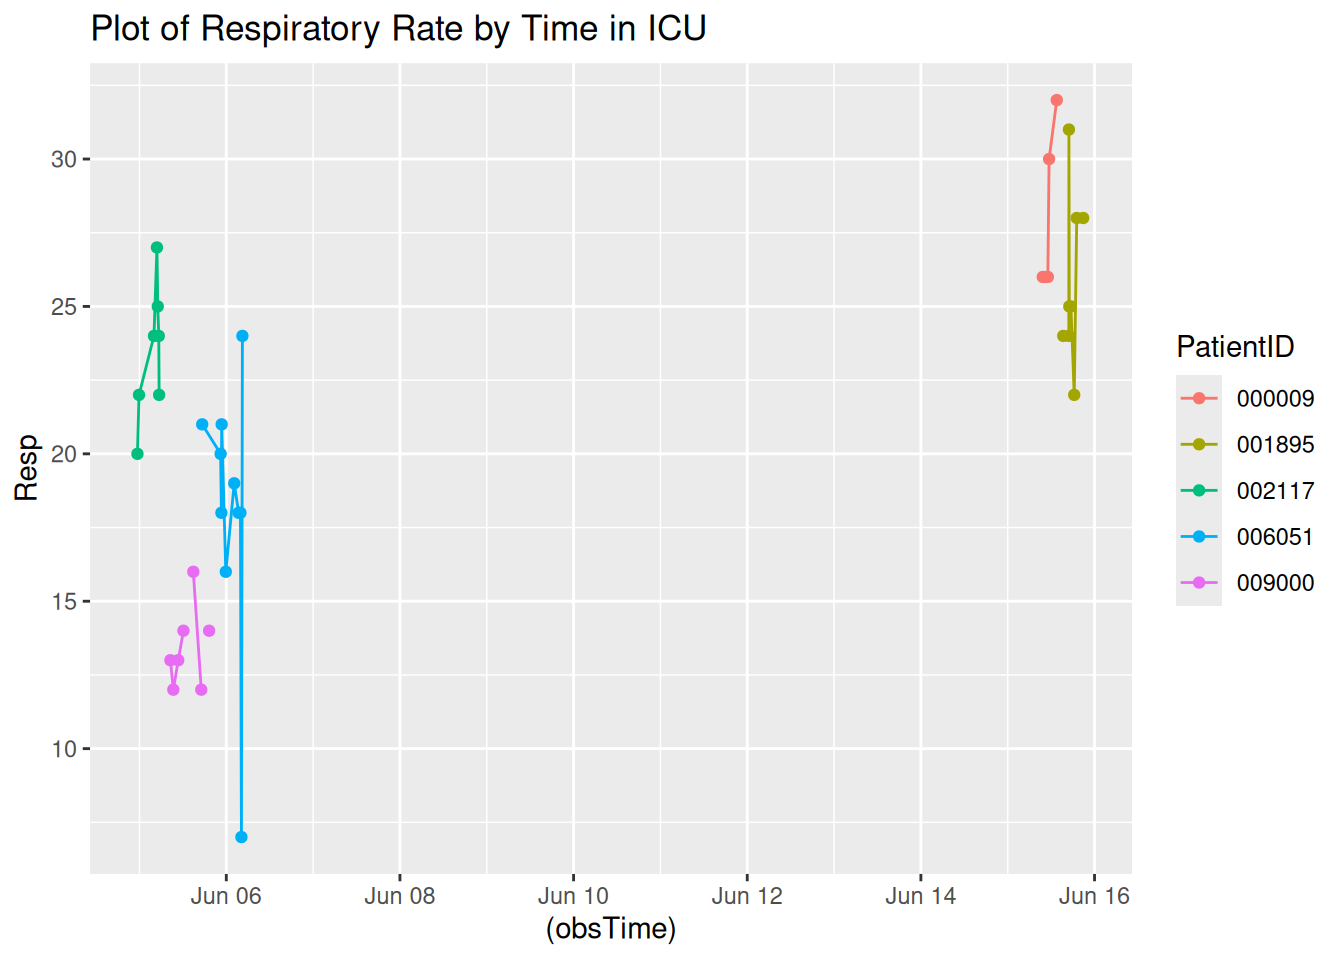 Plot of Respiratory Rate by Time in ICU
Resp
30
25
20
15
10
Jun 06 Jun 08 Jun 10 Jun 12 Jun 14 Jun 16
(obsTime)
PatientID
000009
001895
002117
006051
009000